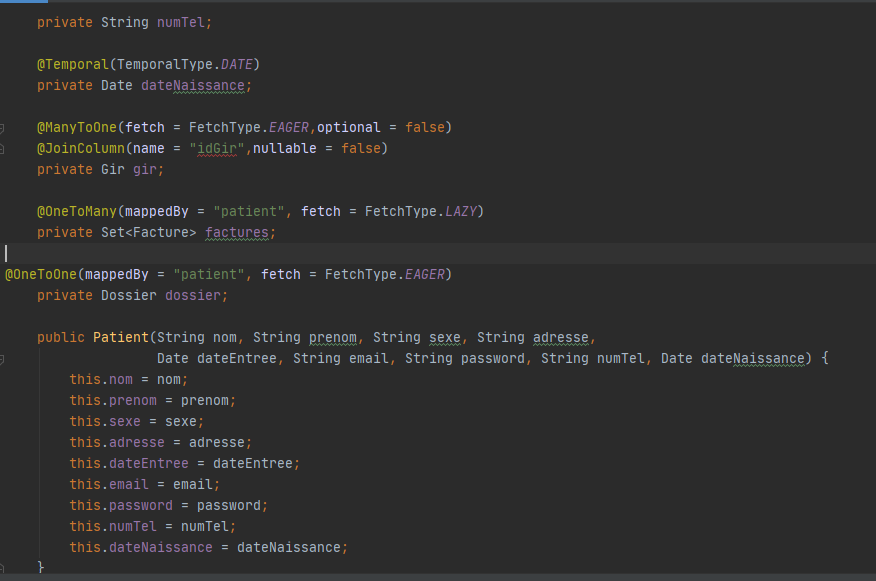 private String numTel;
@Temporal(TemporalType.DATE)
private Date dateNaissance;
@ManyToOne(fetch = FetchType.EAGER,optional = false)
@JoinColumn(name = "idGir",nullable = false)
private Gir gir;
@OneToMany(mappedBy = "patient", fetch = FetchType.LAZY)
private Set<Facture> factures;
@OneToOne(mappedBy = "patient", fetch = FetchType.EAGER)
private Dossier dossier;
public Patient(String nom, String prenom, String sexe, String adresse,
Date dateEntree, String email, String password, String numTel, Date dateNaissance) {
this.nom = nom;
this.prenom = prenom;
this.sexe = sexe;
this.adresse = adresse;
this.dateEntree = dateEntree;
this.email = email;
this.password = password;
this.numTel = numTel;
this.dateNaissance = dateNaissance;
}